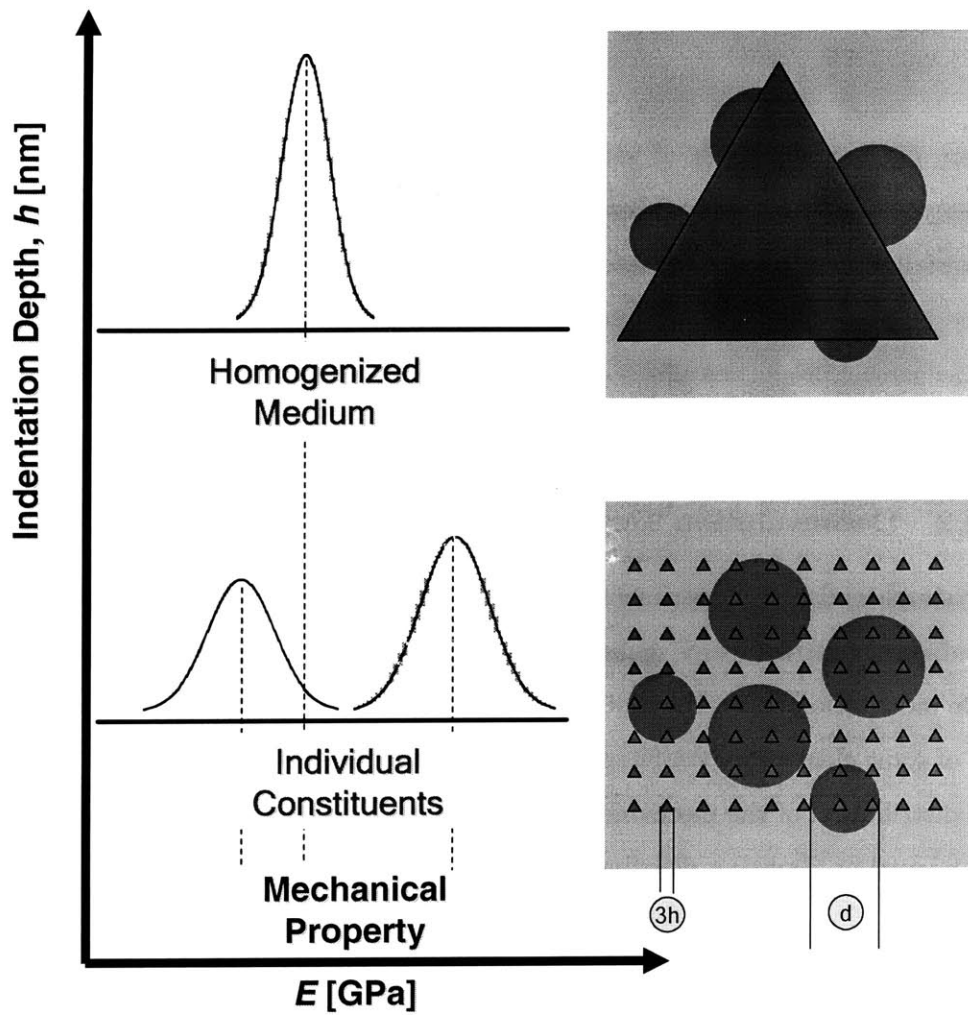 Indentation Depth, h [nm]
Homogenized
Medium
Individual
Constituents
Mechanical
Property
E [GPa]
3h
d